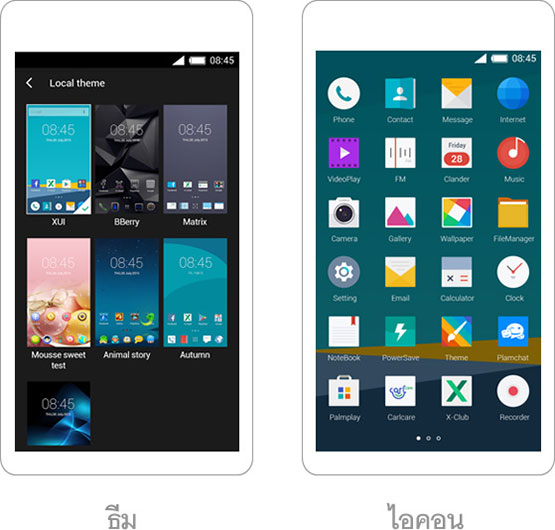 08:45
Local theme
08:45
08:45
08:45
XUI
BBerry
Matrix
08:45
08:45
08:45
Mousse sweet
test
Animal story
Autumn
08:45
ธีม
08:45
Phone
Contact
Message
Internet
VideoPlay
FM
Friday
28
Clander
Music
Camera
Gallery
Wallpaper
FileManager
Setting
Email
Calculator
Clock
NoteBook
PowerSave
Theme
Plamchat
Palmplay
carlcare
Carlcare
X-Club
Recorder
ไอคอน